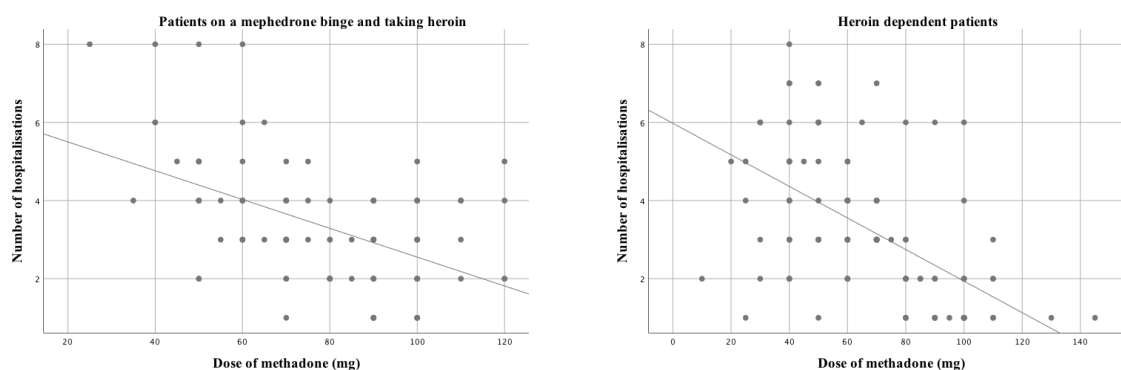 Patients on a mephedrone binge and taking heroin
8
6
4
2
Number of hospitalisations
20 40 60 80 100 120
Dose of methadone (mg)
Heroin dependent patients
8
6
4
2
Number of hospitalisations
0 20 40 60 80 100 120 140
Dose of methadone (mg)